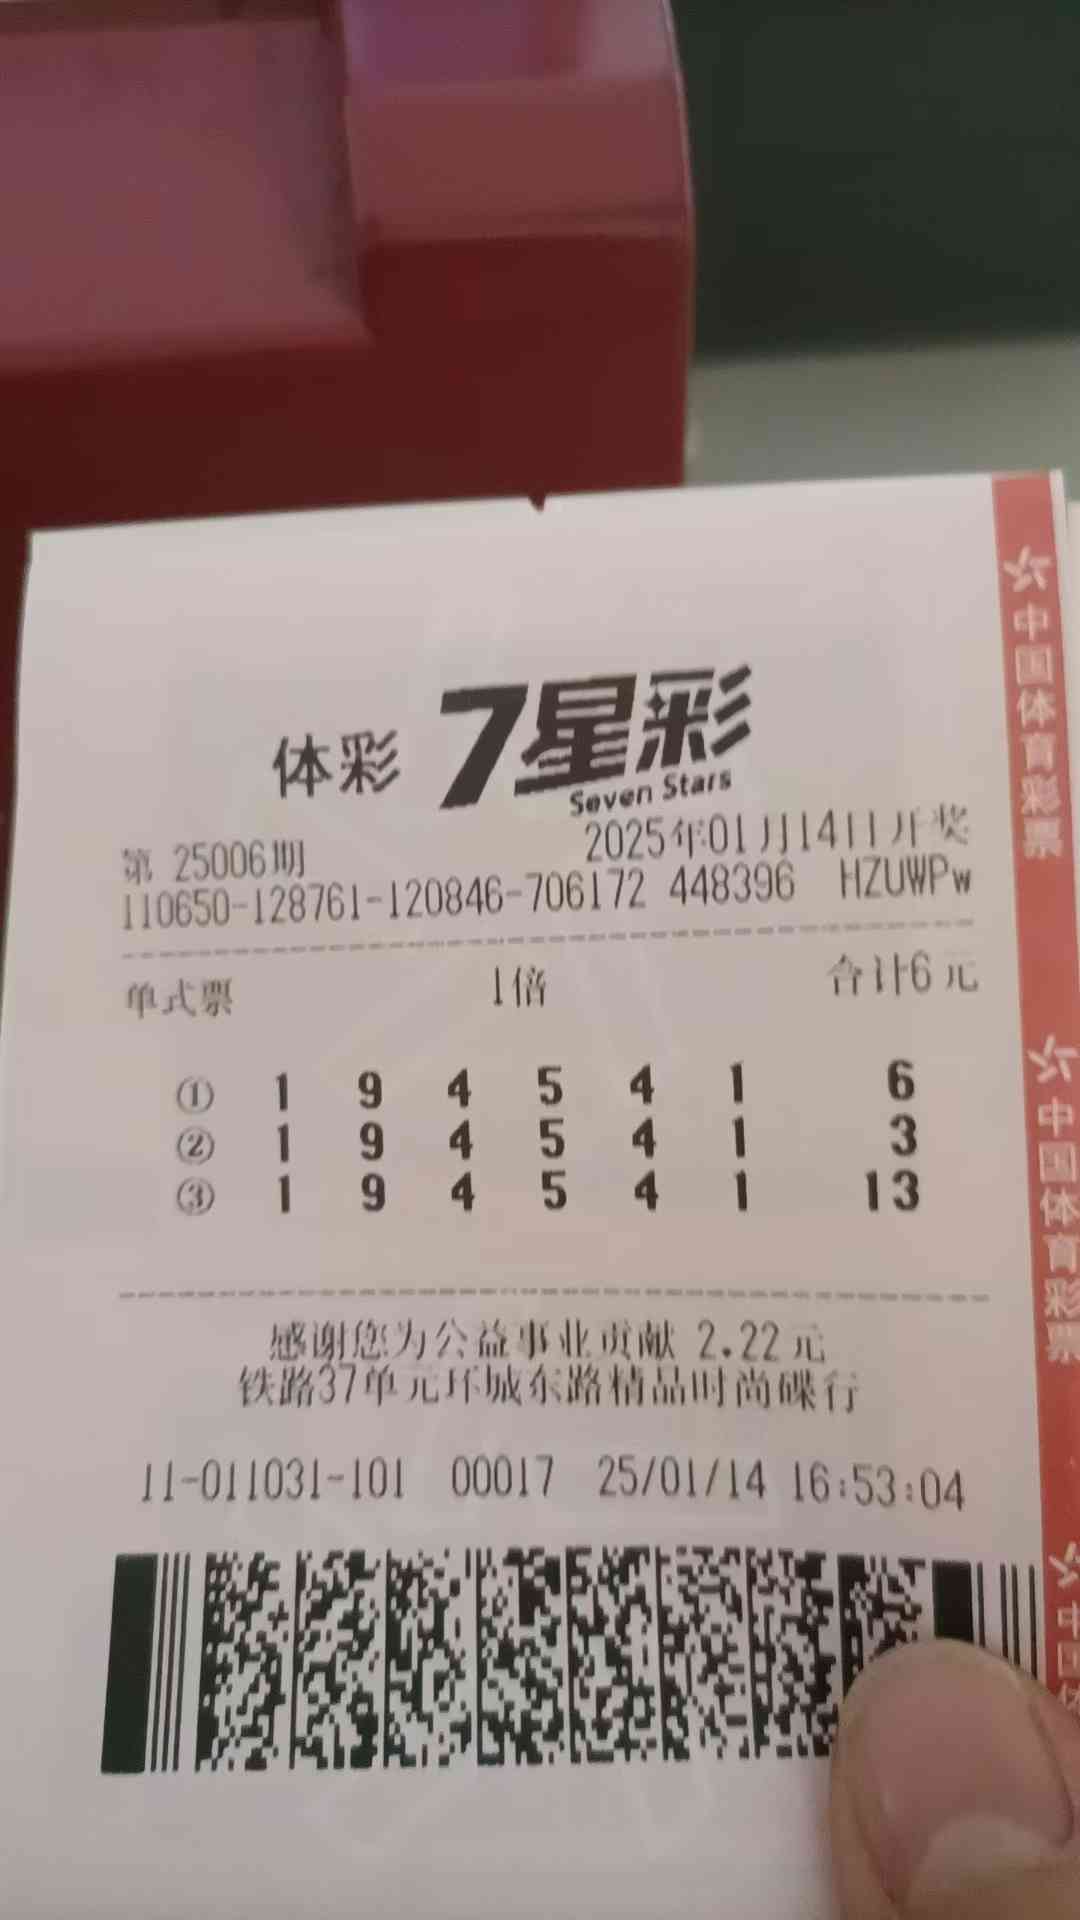 体彩 7星彩
Seven Stars
第 25006期 2025年01月14日开奖
110650-128761-120846-706172 448396 HZUWPw
单式票 1倍 合计6元
① 1 9 4 5 4 1 6
② 1 9 4 5 4 1 3
③ 1 9 4 5 4 1 13
感谢您为公益事业贡献 2.22元
铁路37单元环城东路精品时尚碟行
11-011031-101 00017 25/01/14 16:53:04
中国体育彩票
中国体育彩票
中国体